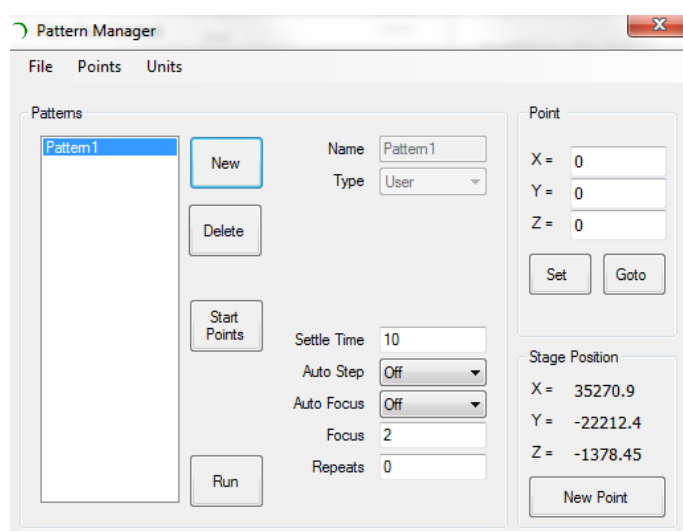 Pattern Manager
X
File Points Units
Patterns
Pattern1
New
Delete
Start
Points
Run
Name Pattern1
Type User
Settle Time 10
Auto Step Off
Auto Focus Off
Focus 2
Repeats 0
Point
X = 0
Y = 0
Z = 0
Set Goto
Stage Position
X = 35270.9
Y = -22212.4
Z = -1378.45
New Point